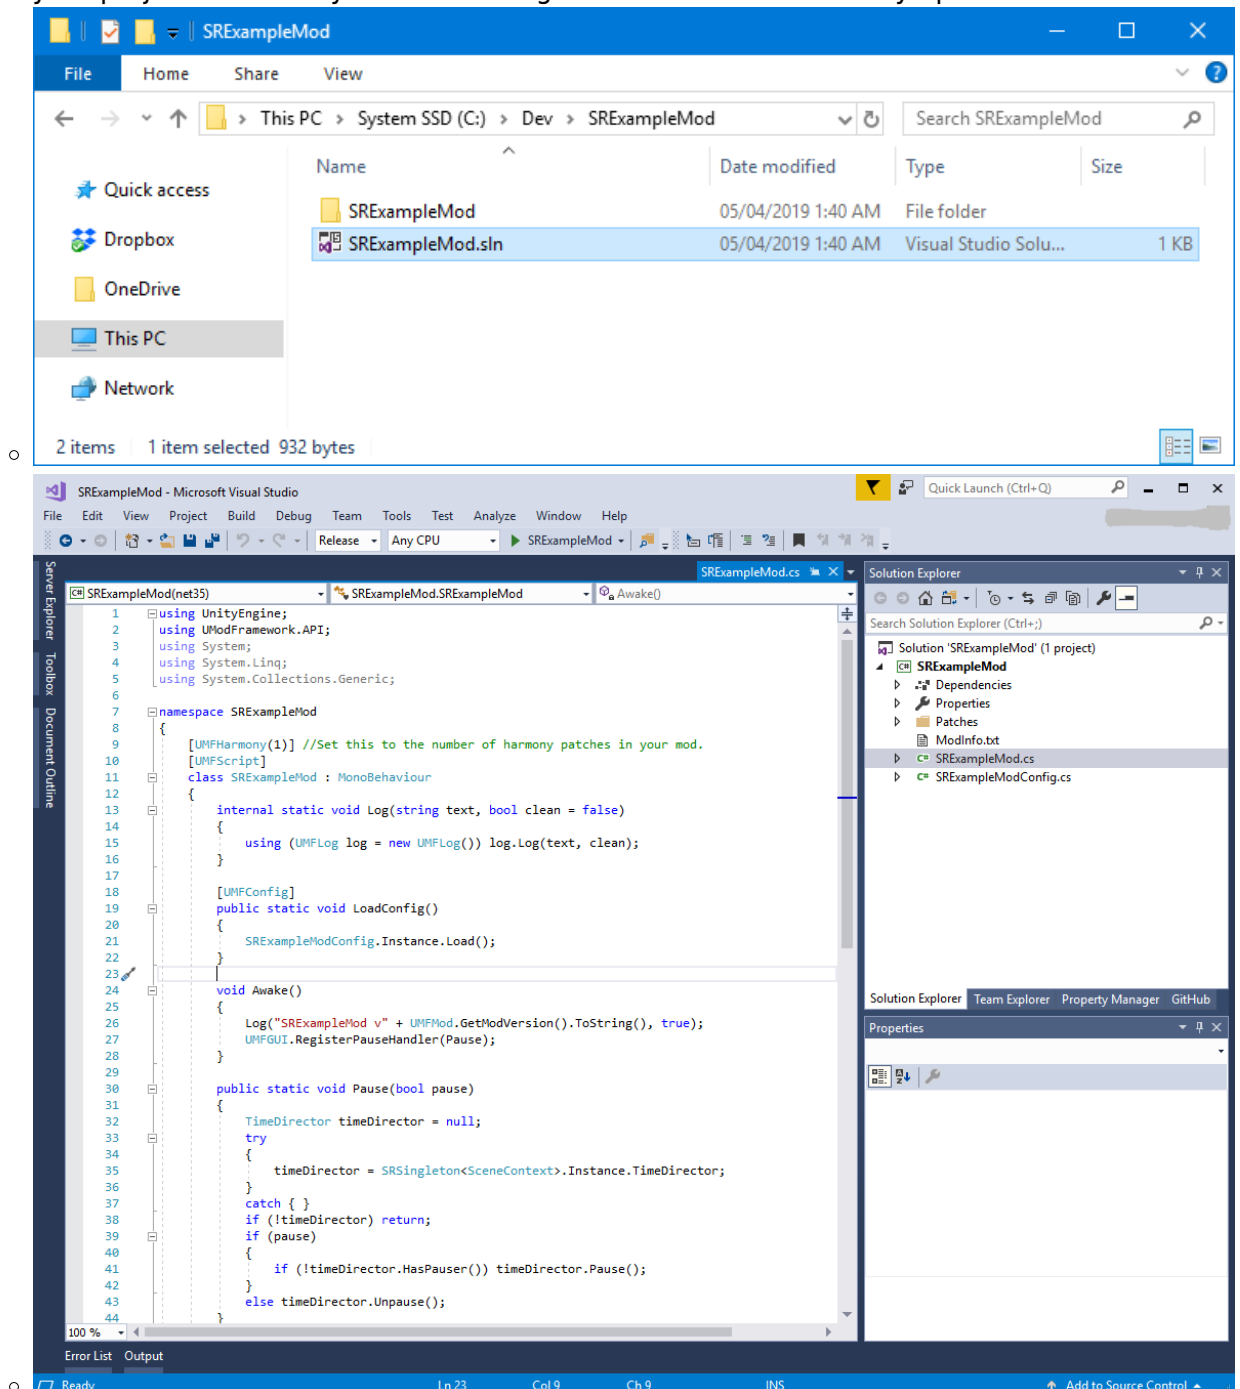 SRExampleMod
File Home Share View
This PC > System SSD (C:) > Dev > SRExampleMod
Search SRExampleMod
Name Date modified Type Size
Quick access
SRExampleMod 05/04/2019 1:40 AM File folder
Dropbox
SRExampleMod.sln 05/04/2019 1:40 AM Visual Studio Solu... 1 KB
OneDrive
This PC
Network
2 items 1 item selected 932 bytes
SRExampleMod - Microsoft Visual Studio
Quick Launch (Ctrl+Q)
File Edit View Project Build Debug Team Tools Test Analyze Window Help
Release Any CPU SRExampleMod
Server Explorer
Toolbox
Document Outline
SRExampleMod.cs
SRExampleMod(net35) SRExampleMod.SRExampleMod Awake()
1 using UnityEngine;
2 using UModFramework.API;
3 using System;
4 using System.Linq;
5 using System.Collections.Generic;
6
7 namespace SRExampleMod
8 {
9 [UMFHarmony(1)] //Set this to the number of harmony patches in your mod.
10 [UMFScript]
11 class SRExampleMod : MonoBehaviour
12 {
13 internal static void Log(string text, bool clean = false)
14 {
15 using (UMFLog log = new UMFLog()) log.Log(text, clean);
16 }
17
18 [UMFConfig]
19 public static void LoadConfig()
20 {
21 SRExampleModConfig.Instance.Load();
22 }
23
24 void Awake()
25 {
26 Log("SRExampleMod v" + UMFMod.GetModVersion().ToString(), true);
27 UMFGUI.RegisterPauseHandler(Pause);
28 }
29
30 public static void Pause(bool pause)
31 {
32 TimeDirector timeDirector = null;
33 try
34 {
35 timeDirector = SRSingleton<SceneContext>.Instance.TimeDirector;
36 }
37 catch { }
38 if (!timeDirector) return;
39 if (pause)
40 {
41 if (!timeDirector.HasPauser()) timeDirector.Pause();
42 }
43 else timeDirector.Unpause();
44 }
100 %
Solution Explorer
Search Solution Explorer (Ctrl+;)
Solution 'SRExampleMod' (1 project)
SRExampleMod
Dependencies
Properties
Patches
ModInfo.txt
SRExampleMod.cs
SRExampleModConfig.cs
Solution Explorer Team Explorer Property Manager GitHub
Properties
Error List Output
Ready Ln 23 Col 9 Ch 9 INS Add to Source Control